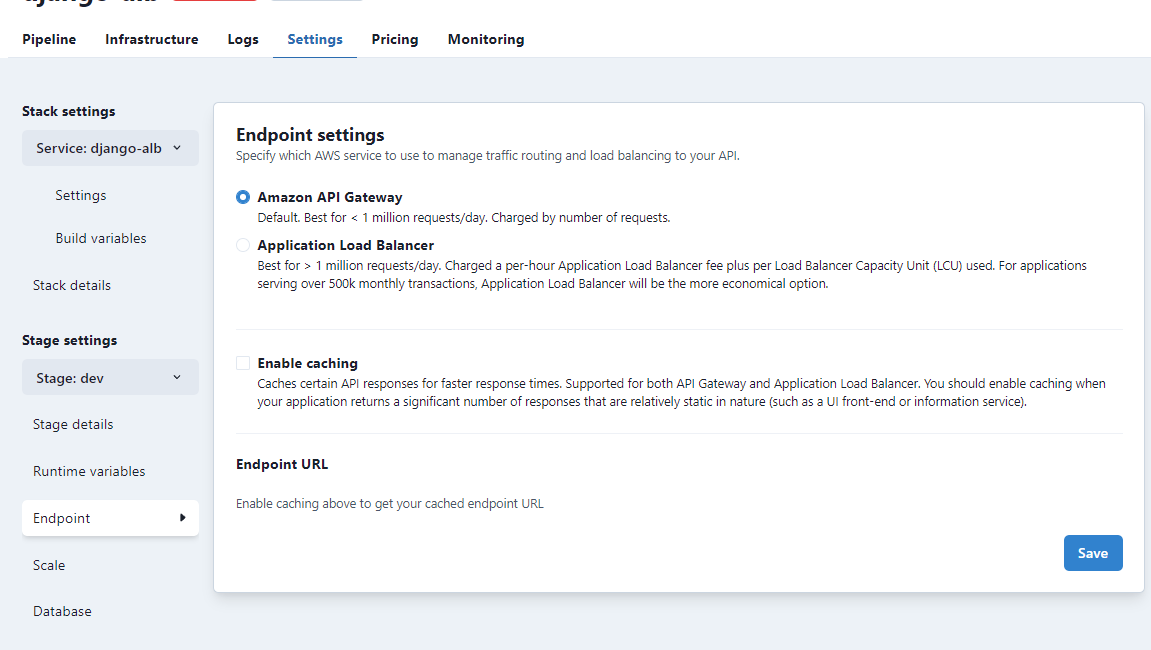 django-alb
Pipeline Infrastructure Logs Settings Pricing Monitoring
Stack settings
Service: django-alb
Settings
Build variables
Stack details
Stage settings
Stage: dev
Stage details
Runtime variables
Endpoint
Scale
Database
Endpoint settings
Specify which AWS service to use to manage traffic routing and load balancing to your API.
Amazon API Gateway
Default. Best for < 1 million requests/day. Charged by number of requests.
Application Load Balancer
Best for > 1 million requests/day. Charged a per-hour Application Load Balancer fee plus per Load Balancer Capacity Unit (LCU) used. For applications
serving over 500k monthly transactions, Application Load Balancer will be the more economical option.
Enable caching
Caches certain API responses for faster response times. Supported for both API Gateway and Application Load Balancer. You should enable caching when
your application returns a significant number of responses that are relatively static in nature (such as a UI front-end or information service).
Endpoint URL
Enable caching above to get your cached endpoint URL
Save